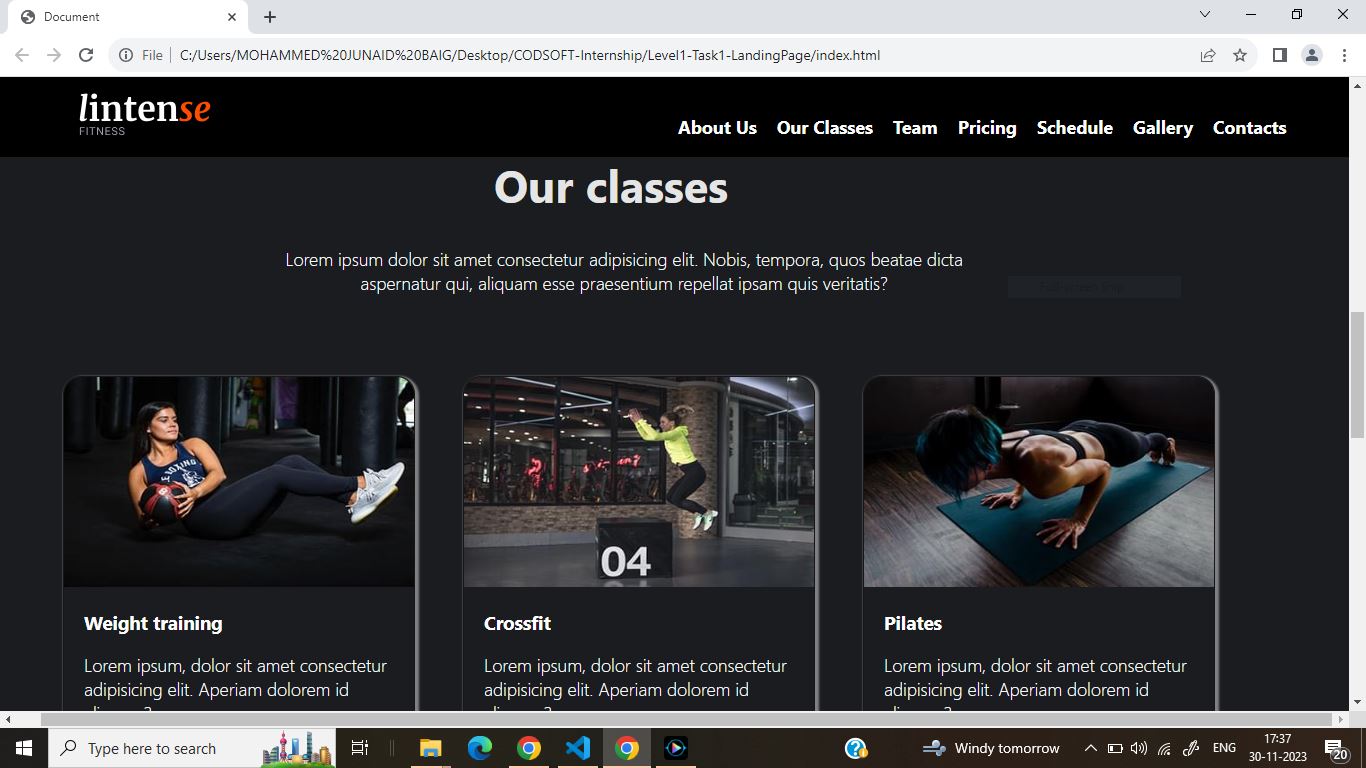 Document
File
C:/Users/MOHAMMED%20JUNAID%20BAIG/Desktop/CODSOFT-Internship/Level1-Task1-LandingPage/index.html
lintense
FITNESS
About Us Our Classes Team Pricing Schedule Gallery Contacts
Our classes
Lorem ipsum dolor sit amet consectetur adipisicing elit. Nobis, tempora, quos beatae dicta
aspernatur qui, aliquam esse praesentium repellat ipsam quis veritatis?
Full-screen Snip
04
Weight training
Lorem ipsum, dolor sit amet consectetur
adipisicing elit. Aperiam dolorem id
Crossfit
Lorem ipsum, dolor sit amet consectetur
adipisicing elit. Aperiam dolorem id
Pilates
Lorem ipsum, dolor sit amet consectetur
adipisicing elit. Aperiam dolorem id
Type here to search
Windy tomorrow
ENG
17:37
30-11-2023
20